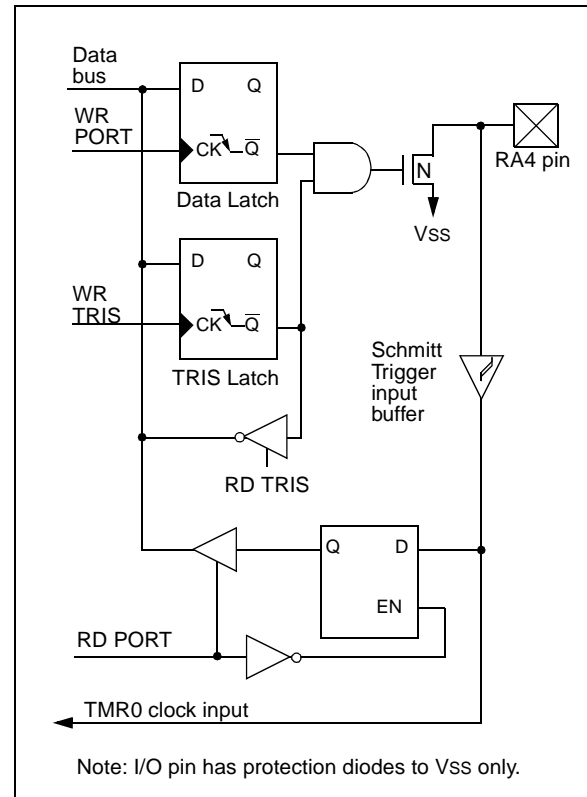 Data
bus
D Q
WR
PORT
CK Q
Data Latch
N
RA4 pin
VSS
D Q
WR
TRIS
CK Q
TRIS Latch
Schmitt
Trigger
input
buffer
RD TRIS
Q D
EN
RD PORT
TMR0 clock input
Note: I/O pin has protection diodes to VSS only.